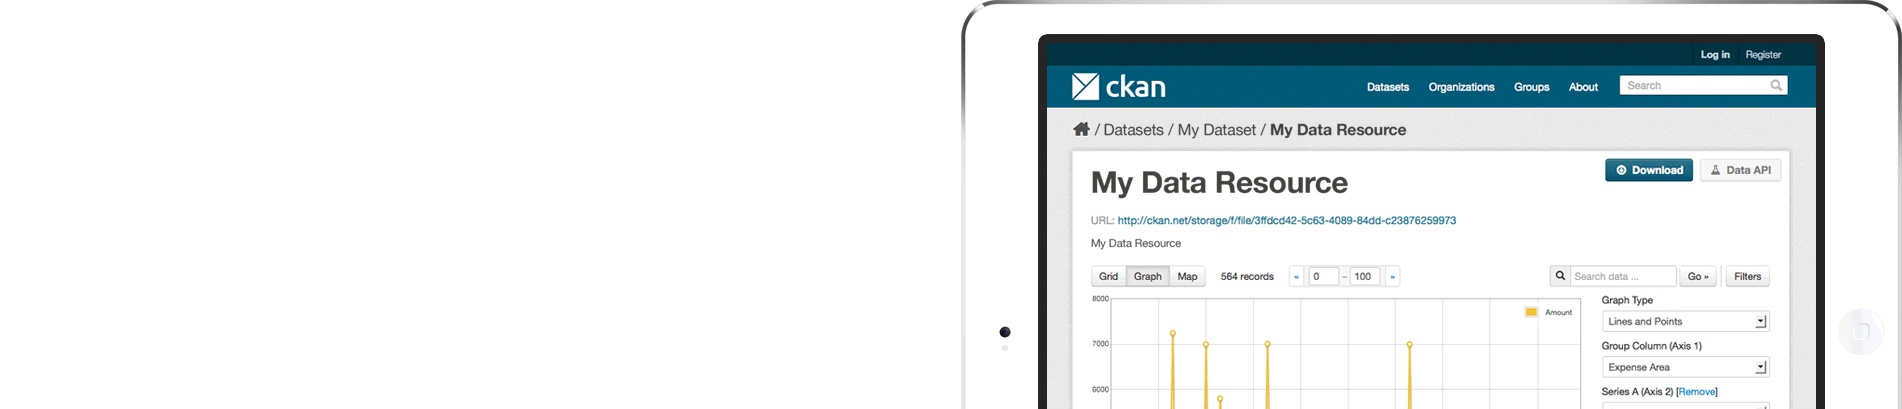 Log in Register
ckan Datasets Organizations Groups About Search
/ Datasets / My Dataset / My Data Resource
My Data Resource Download Data API
URL: http://ckan.net/storage/f/file/3ffdcd42-5c63-4089-84dd-c23876259973
My Data Resource
Grid Graph Map 564 records « 0 – 100 » Search data ... Go » Filters
8000 Amount Graph Type
Lines and Points
7000 Group Column (Axis 1)
Expense Area
6000 Series A (Axis 2) [Remove]